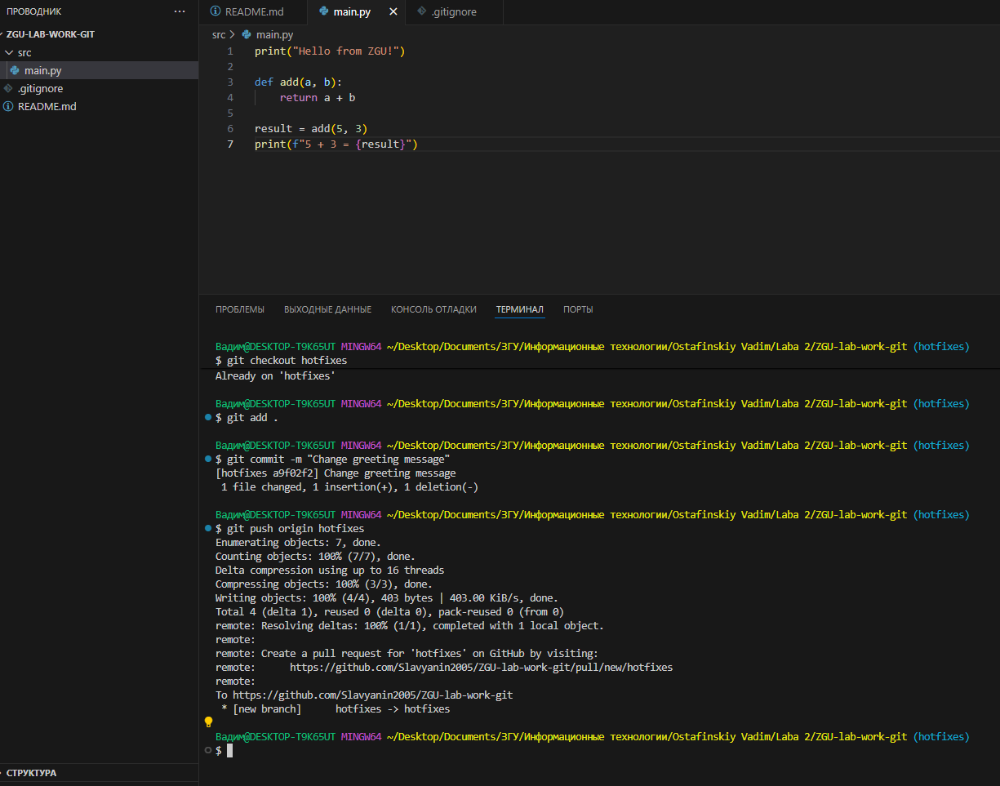 ПРОВОДНИК ···
ZGU-LAB-WORK-GIT
src
main.py
.gitignore
README.md
СТРУКТУРА
README.md main.py .gitignore
src > main.py
1 print("Hello from ZGU!")
2
3 def add(a, b):
4     return a + b
5
6 result = add(5, 3)
7 print(f"5 + 3 = {result}")
ПРОБЛЕМЫ ВЫХОДНЫЕ ДАННЫЕ КОНСОЛЬ ОТЛАДКИ ТЕРМИНАЛ ПОРТЫ
Вадим@DESKTOP-T9K65UT MINGW64 ~/Desktop/Documents/ЗГУ/Информационные технологии/Ostafinskiy Vadim/Laba 2/ZGU-lab-work-git (hotfixes)
$ git checkout hotfixes
Already on 'hotfixes'
Вадим@DESKTOP-T9K65UT MINGW64 ~/Desktop/Documents/ЗГУ/Информационные технологии/Ostafinskiy Vadim/Laba 2/ZGU-lab-work-git (hotfixes)
$ git add .
Вадим@DESKTOP-T9K65UT MINGW64 ~/Desktop/Documents/ЗГУ/Информационные технологии/Ostafinskiy Vadim/Laba 2/ZGU-lab-work-git (hotfixes)
$ git commit -m "Change greeting message"
[hotfixes a9f02f2] Change greeting message
 1 file changed, 1 insertion(+), 1 deletion(-)
Вадим@DESKTOP-T9K65UT MINGW64 ~/Desktop/Documents/ЗГУ/Информационные технологии/Ostafinskiy Vadim/Laba 2/ZGU-lab-work-git (hotfixes)
$ git push origin hotfixes
Enumerating objects: 7, done.
Counting objects: 100% (7/7), done.
Delta compression using up to 16 threads
Compressing objects: 100% (3/3), done.
Writing objects: 100% (4/4), 403 bytes | 403.00 KiB/s, done.
Total 4 (delta 1), reused 0 (delta 0), pack-reused 0 (from 0)
remote: Resolving deltas: 100% (1/1), completed with 1 local object.
remote:
remote: Create a pull request for 'hotfixes' on GitHub by visiting:
remote:      https://github.com/Slavyanin2005/ZGU-lab-work-git/pull/new/hotfixes
remote:
To https://github.com/Slavyanin2005/ZGU-lab-work-git
 * [new branch]      hotfixes -> hotfixes
Вадим@DESKTOP-T9K65UT MINGW64 ~/Desktop/Documents/ЗГУ/Информационные технологии/Ostafinskiy Vadim/Laba 2/ZGU-lab-work-git (hotfixes)
$